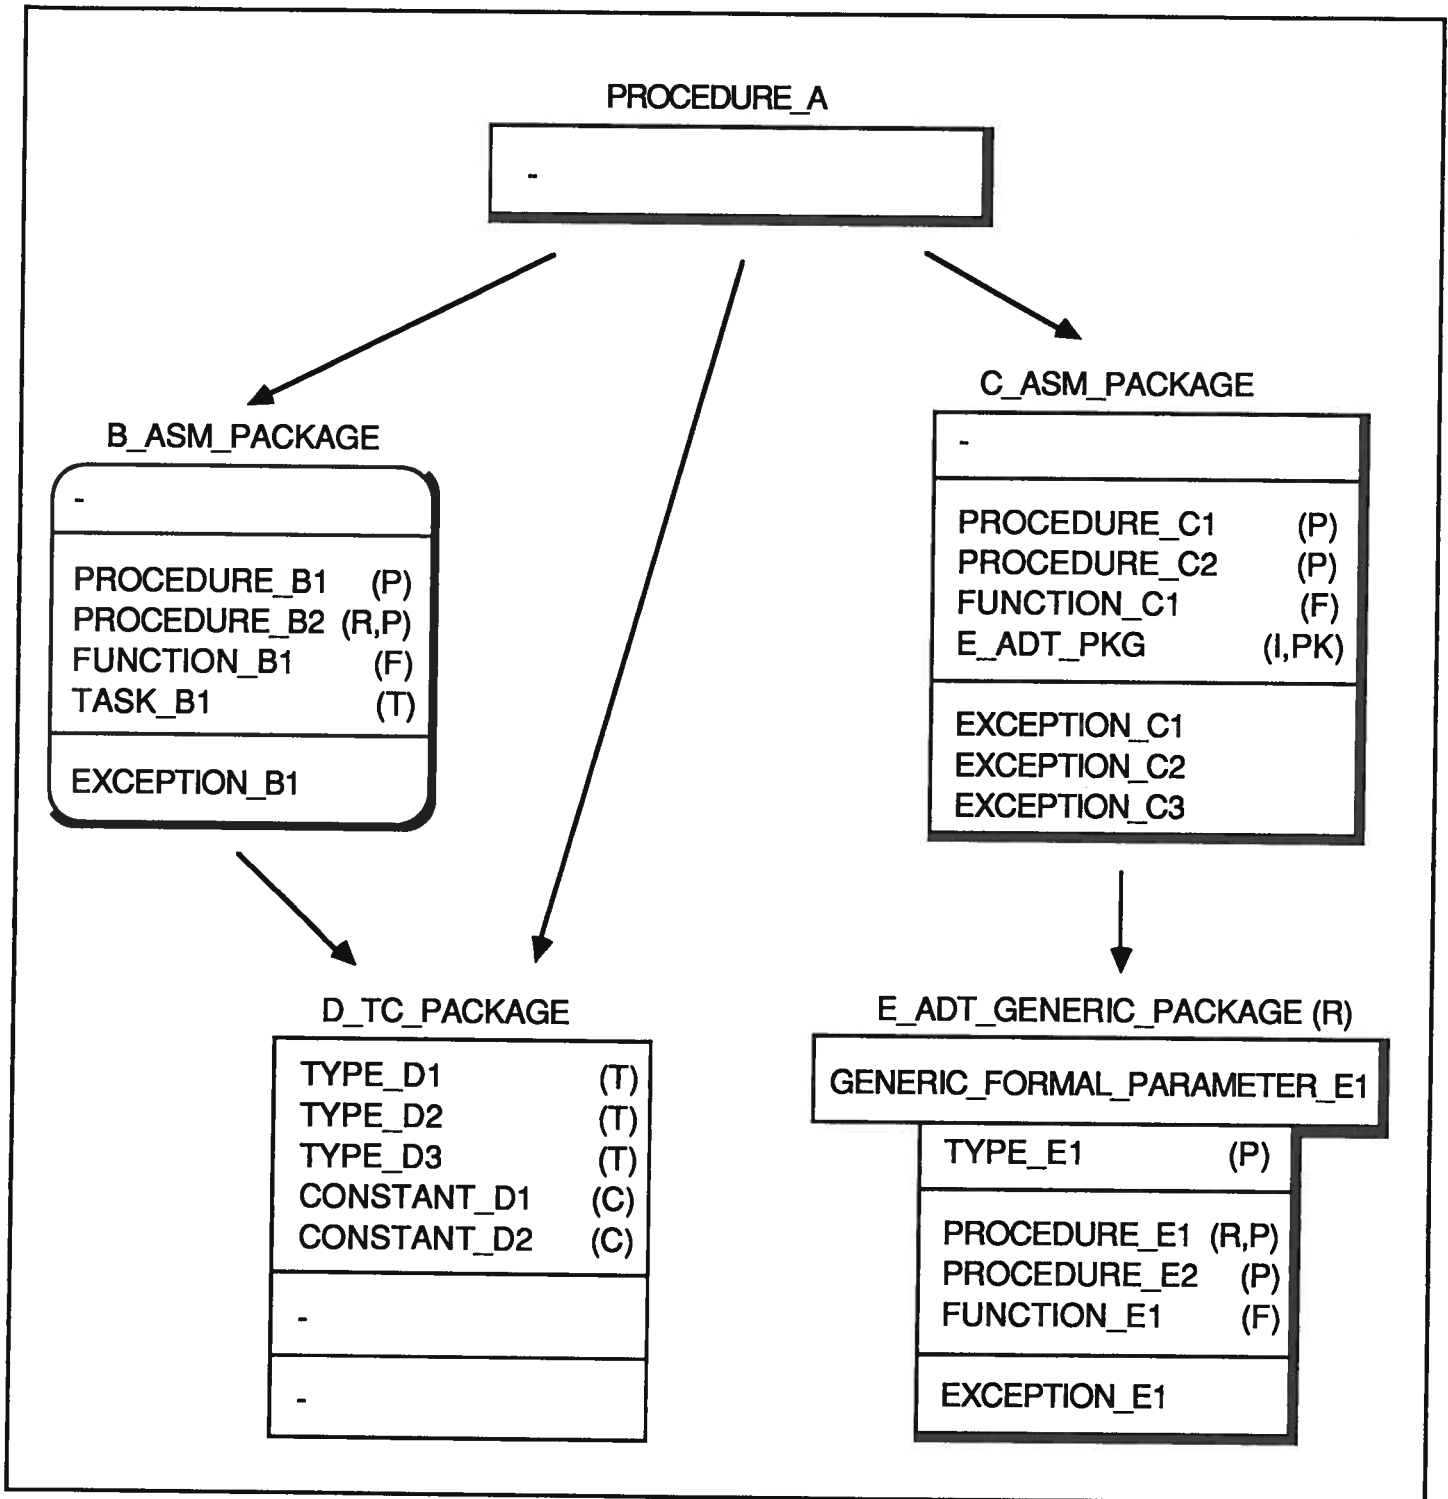 PROCEDURE_A
-
B_ASM_PACKAGE
-
PROCEDURE_B1 (P)
PROCEDURE_B2 (R,P)
FUNCTION_B1 (F)
TASK_B1 (T)
EXCEPTION_B1
C_ASM_PACKAGE
-
PROCEDURE_C1 (P)
PROCEDURE_C2 (P)
FUNCTION_C1 (F)
E_ADT_PKG (I,PK)
EXCEPTION_C1
EXCEPTION_C2
EXCEPTION_C3
D_TC_PACKAGE
TYPE_D1 (T)
TYPE_D2 (T)
TYPE_D3 (T)
CONSTANT_D1 (C)
CONSTANT_D2 (C)
-
-
E_ADT_GENERIC_PACKAGE (R)
GENERIC_FORMAL_PARAMETER_E1
TYPE_E1 (P)
PROCEDURE_E1 (R,P)
PROCEDURE_E2 (P)
FUNCTION_E1 (F)
EXCEPTION_E1